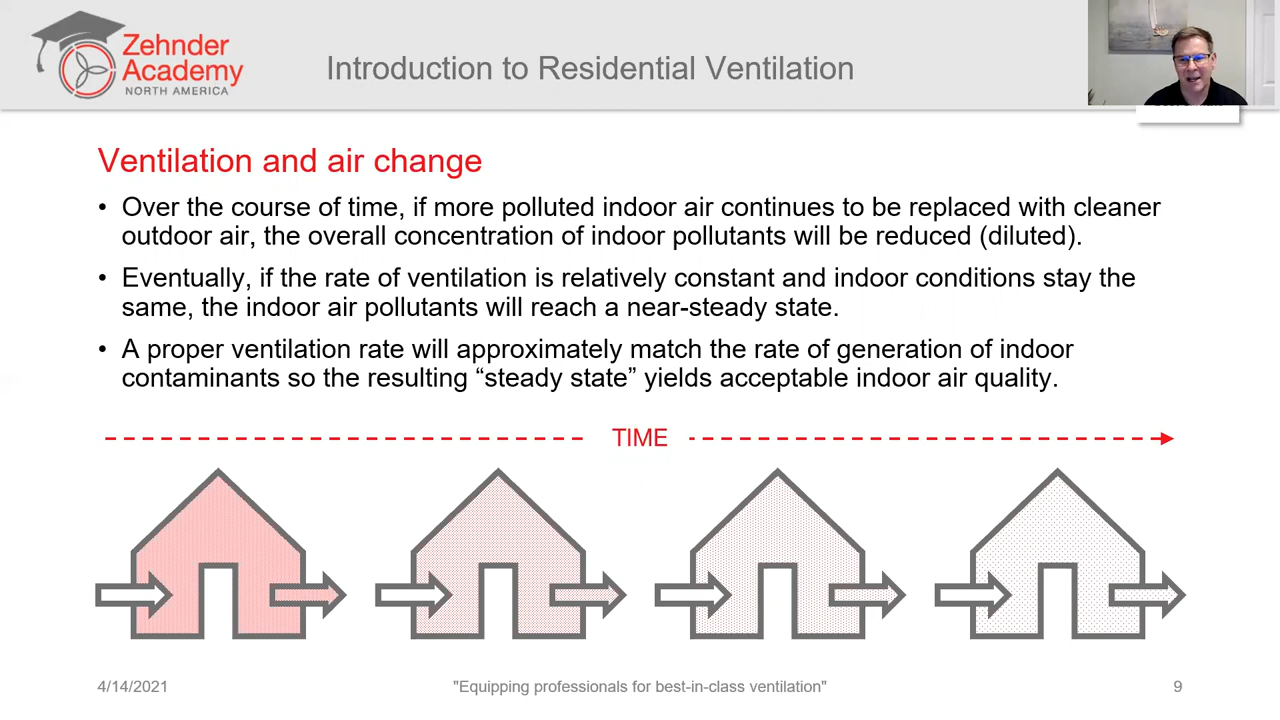 Zehnder
Academy
NORTH AMERICA
Introduction to Residential Ventilation
Ventilation and air change
• Over the course of time, if more polluted indoor air continues to be replaced with cleaner
outdoor air, the overall concentration of indoor pollutants will be reduced (diluted).
• Eventually, if the rate of ventilation is relatively constant and indoor conditions stay the
same, the indoor air pollutants will reach a near-steady state.
• A proper ventilation rate will approximately match the rate of generation of indoor
contaminants so the resulting “steady state” yields acceptable indoor air quality.
TIME
4/14/2021
"Equipping professionals for best-in-class ventilation"
9